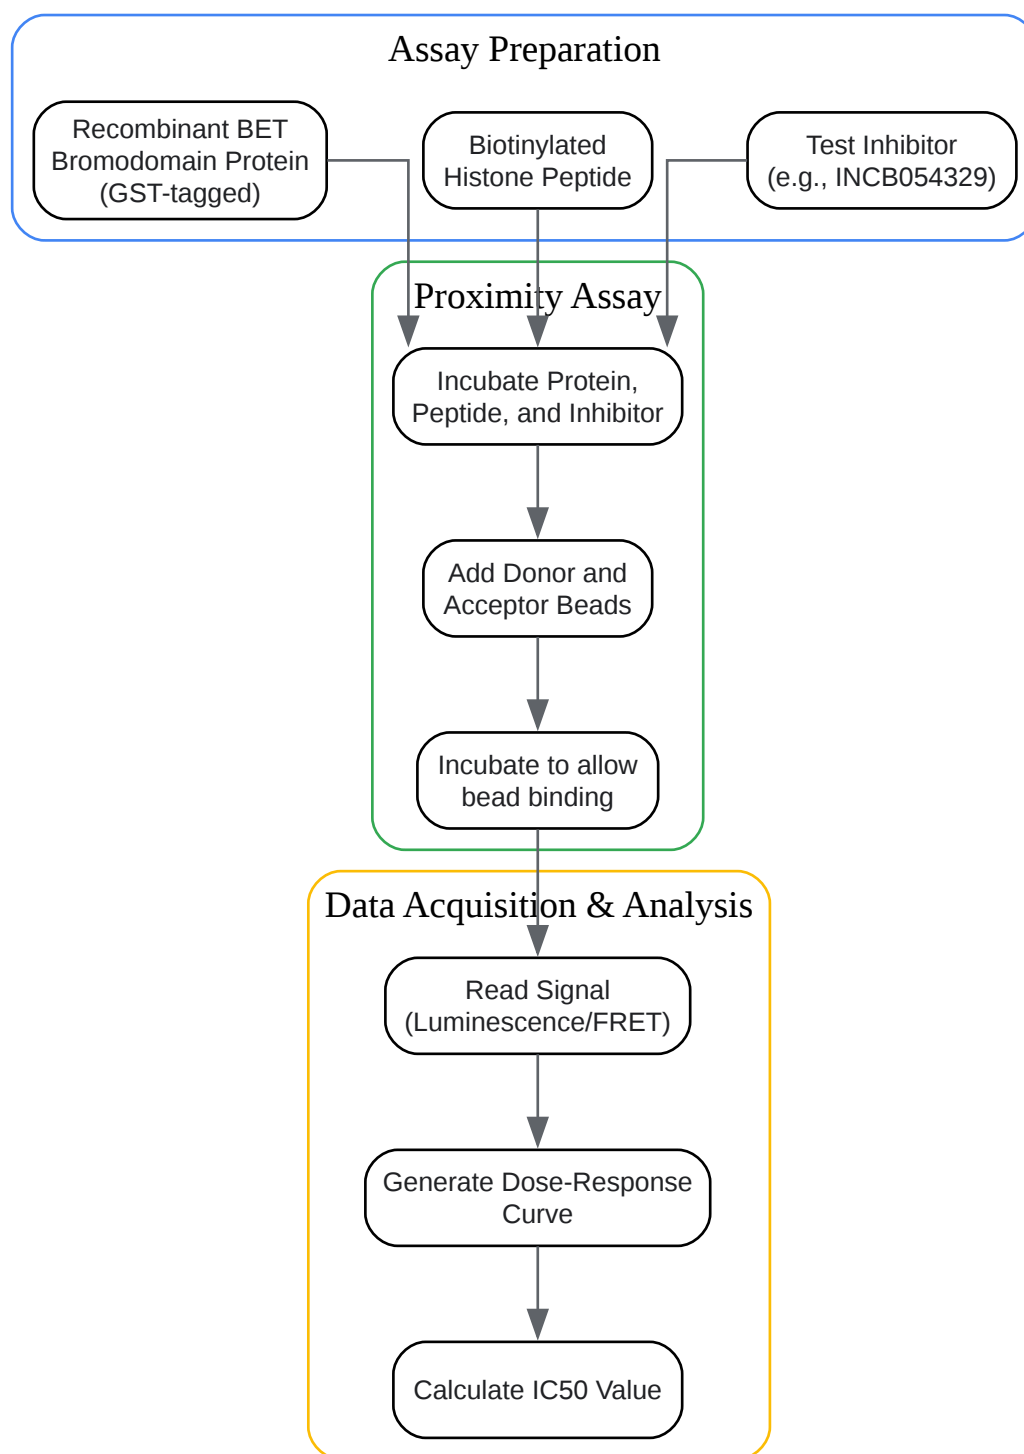 Assay Preparation
Recombinant BET
Bromodomain Protein
(GST-tagged)
Biotinylated
Histone Peptide
Test Inhibitor
(e.g., INCB054329)
Proximity Assay
Incubate Protein,
Peptide, and Inhibitor
Add Donor and
Acceptor Beads
Incubate to allow
bead binding
Data Acquisition & Analysis
Read Signal
(Luminescence/FRET)
Generate Dose-Response
Curve
Calculate IC50 Value